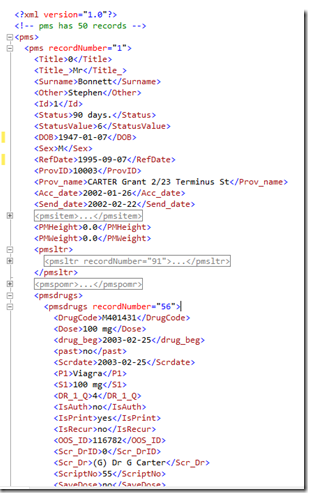 <?xml version="1.0"?>
<!-- pms has 50 records -->
<pms>
<pms recordNumber="1">
<Title>0</Title>
<Title_>Mr</Title_>
<Surname>Bonnett</Surname>
<Other>Stephen</Other>
<Id>1</Id>
<Status>90 days.</Status>
<StatusValue>6</StatusValue>
<DOB>1947-01-07</DOB>
<Sex>M</Sex>
<RefDate>1995-09-07</RefDate>
<ProvID>10003</ProvID>
<Prov_name>CARTER Grant 2/23 Terminus St</Prov_name>
<Acc_date>2002-01-26</Acc_date>
<Send_date>2002-02-22</Send_date>
<pmsitem>...</pmsitem>
<PMHeight>0.0</PMHeight>
<PMWeight>0.0</PMWeight>
<pmsltr>
<pmsltr recordNumber="91">...</pmsltr>
</pmsltr>
<pmspomr>...</pmspomr>
<pmsdrugs>
<pmsdrugs recordNumber="56">
<DrugCode>M401431</DrugCode>
<Dose>100 mg</Dose>
<drug_beg>2003-02-25</drug_beg>
<past>no</past>
<Scrdate>2003-02-25</Scrdate>
<P1>Viagra</P1>
<S1>100 mg</S1>
<DR_1_Q>4</DR_1_Q>
<IsAuth>no</IsAuth>
<IsPrint>yes</IsPrint>
<IsRecur>no</IsRecur>
<OOS_ID>116782</OOS_ID>
<Scr_DrID>0</Scr_DrID>
<Scr_Dr>(G) Dr G Carter</Scr_Dr>
<ScriptNo>55</ScriptNo>
<SaveDose>no</SaveDose>